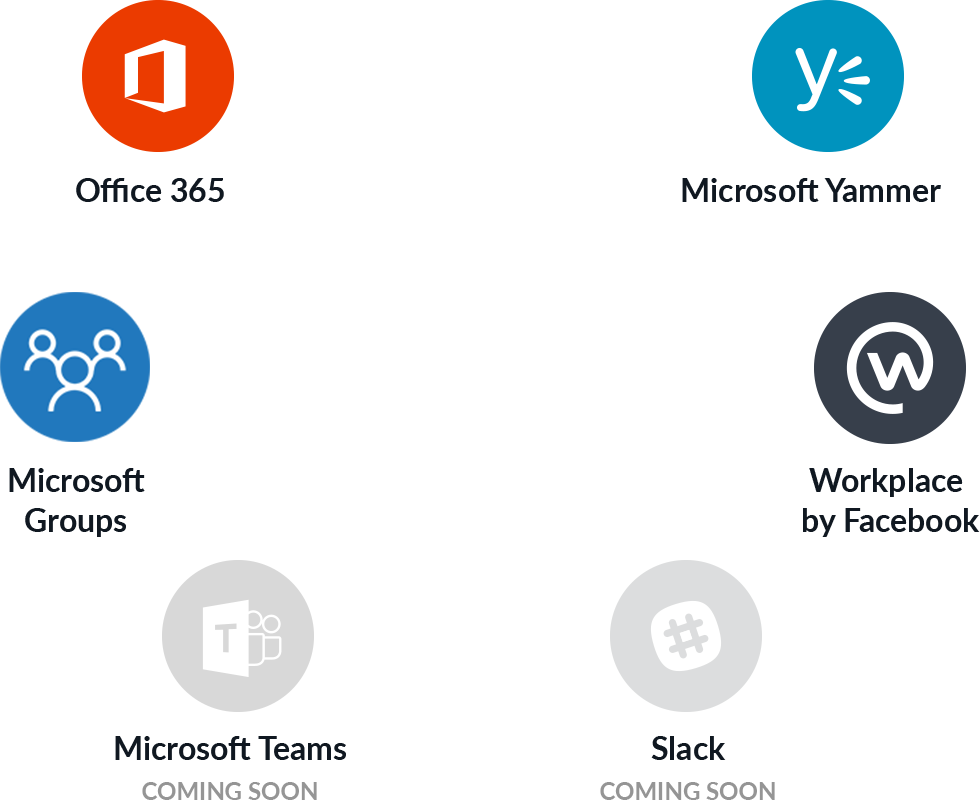 Office 365
Microsoft Yammer
Microsoft
Groups
Workplace
by Facebook
T
Microsoft Teams
COMING SOON
Slack
COMING SOON